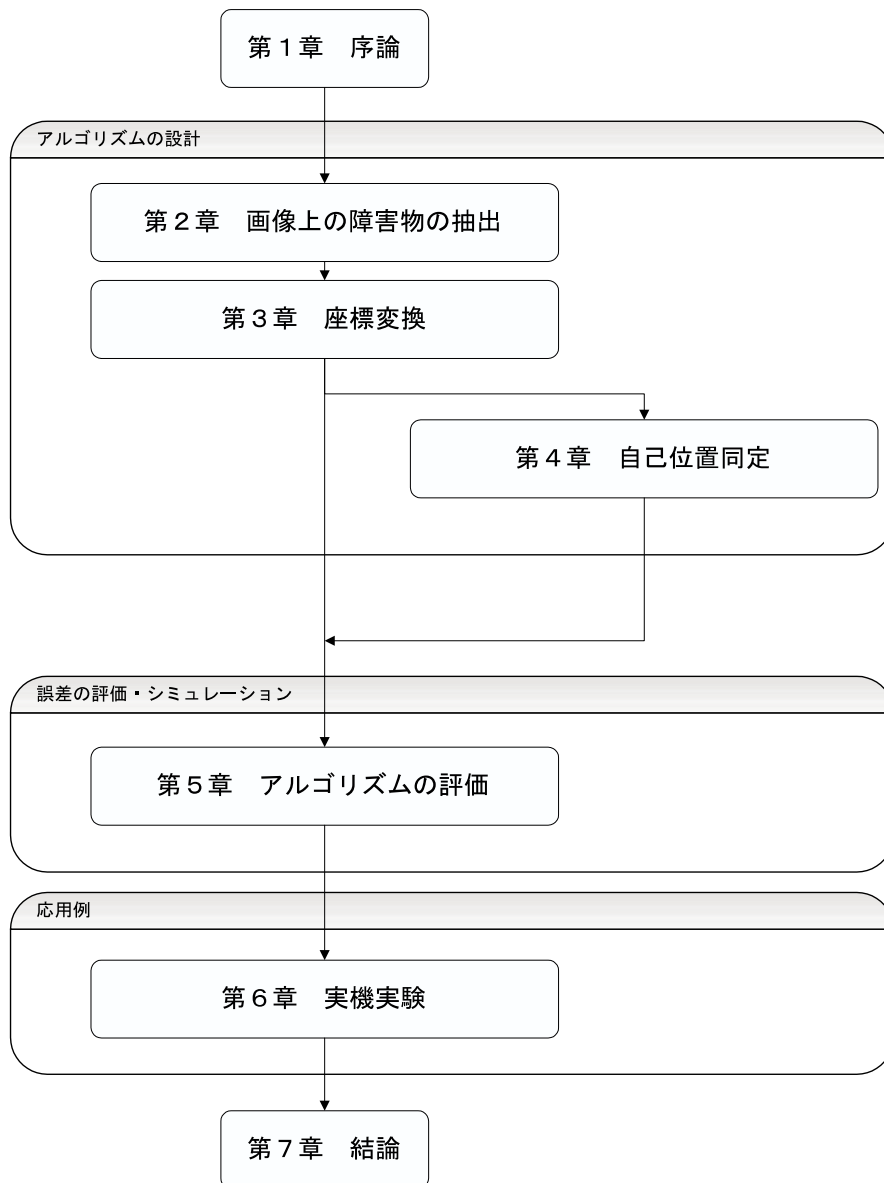 第１章　序論
アルゴリズムの設計
第２章　画像上の障害物の抽出
第３章　座標変換
第４章　自己位置同定
誤差の評価・シミュレーション
第５章　アルゴリズムの評価
応用例
第６章　実機実験
第７章　結論